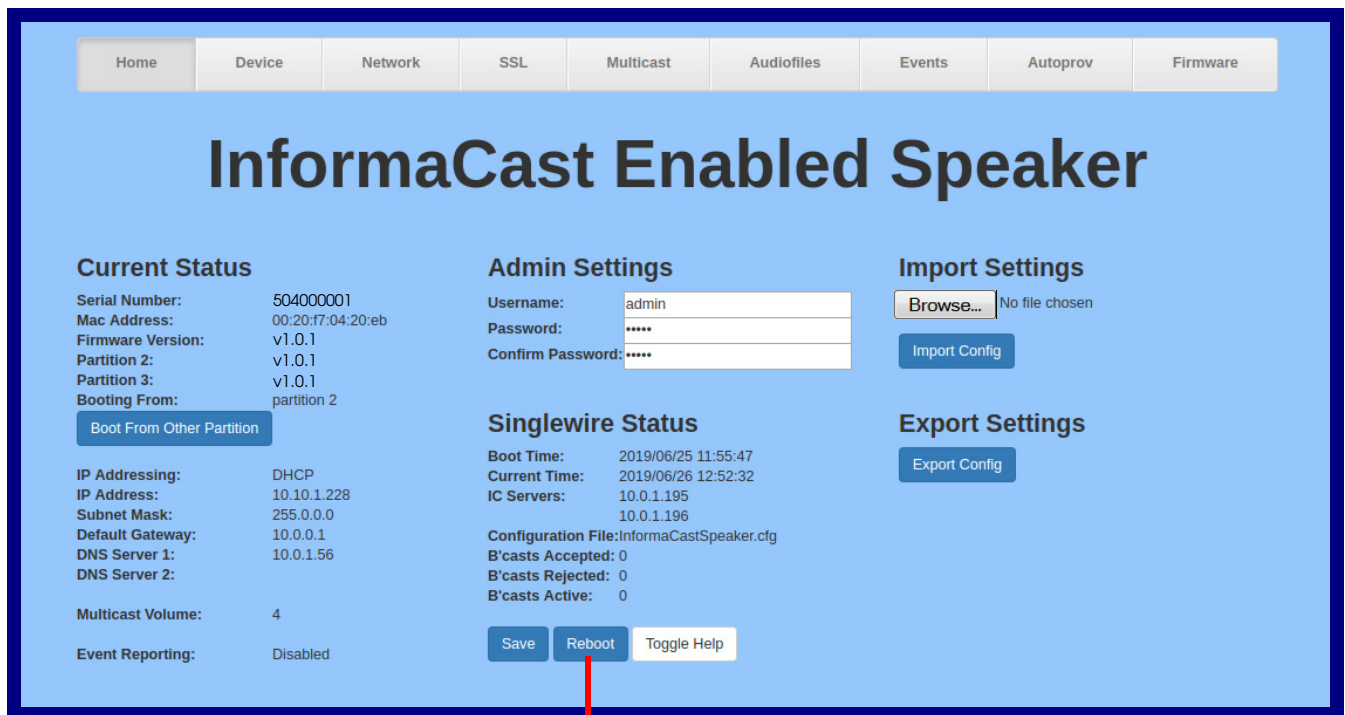 Home Device Network SSL Multicast Audiofiles Events Autoprov Firmware
InformaCast Enabled Speaker
Current Status
Serial Number: 504000001
Mac Address: 00:20:f7:04:20:eb
Firmware Version: v1.0.1
Partition 2: v1.0.1
Partition 3: v1.0.1
Booting From: partition 2
Boot From Other Partition
IP Addressing: DHCP
IP Address: 10.10.1.228
Subnet Mask: 255.0.0.0
Default Gateway: 10.0.0.1
DNS Server 1: 10.0.1.56
DNS Server 2:
Multicast Volume: 4
Event Reporting: Disabled
Admin Settings
Username: admin
Password: •••••
Confirm Password: •••••
Singlewire Status
Boot Time: 2019/06/25 11:55:47
Current Time: 2019/06/26 12:52:32
IC Servers: 10.0.1.195
10.0.1.196
Configuration File:InformaCastSpeaker.cfg
B'casts Accepted: 0
B'casts Rejected: 0
B'casts Active: 0
Save Reboot Toggle Help
Import Settings
Browse... No file chosen
Import Config
Export Settings
Export Config